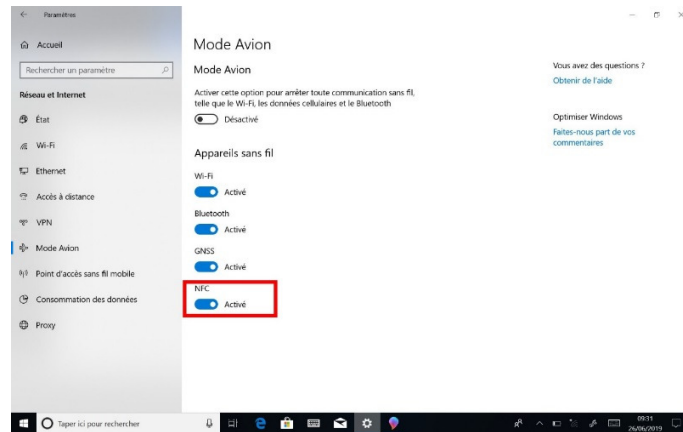 Paramètres
Accueil
Rechercher un paramètre
Réseau et Internet
État
Wi-Fi
Ethernet
Accès à distance
VPN
Mode Avion
Point d'accès sans fil mobile
Consommation des données
Proxy
Mode Avion
Mode Avion
Activer cette option pour arrêter toute communication sans fil,
telle que le Wi-Fi, les données cellulaires et le Bluetooth
Désactivé
Appareils sans fil
Wi-Fi
Activé
Bluetooth
Activé
GNSS
Activé
NFC
Activé
Vous avez des questions ?
Obtenir de l'aide
Optimiser Windows
Faites-nous part de vos
commentaires
Taper ici pour rechercher
09:31
26/06/2019